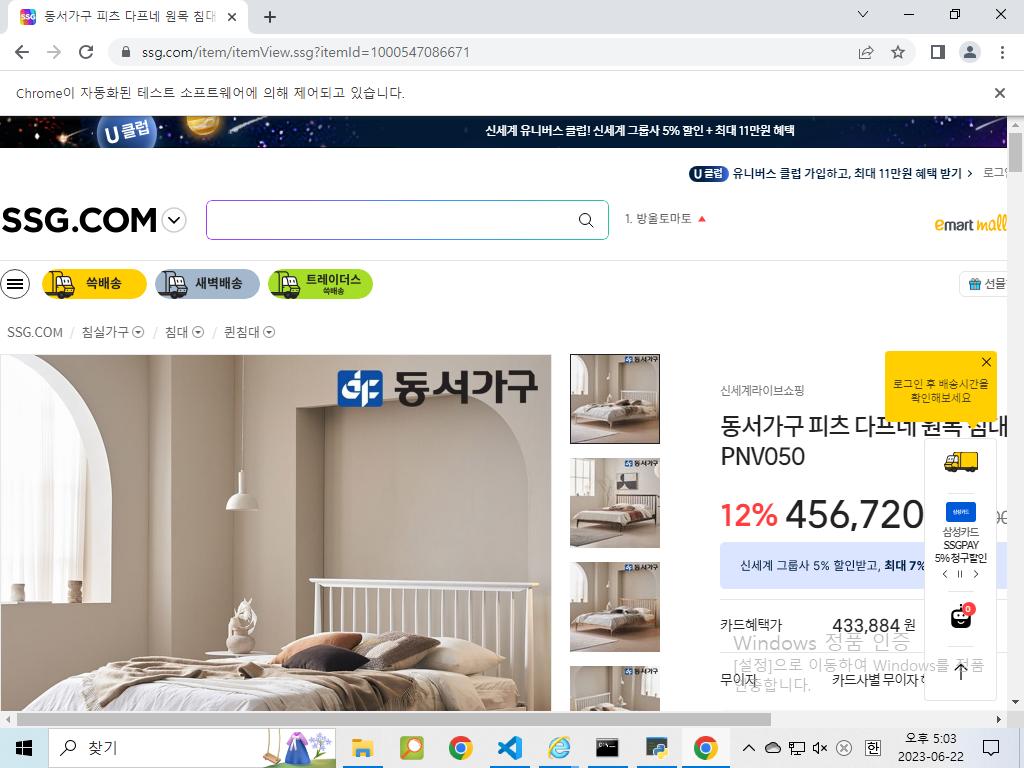 동서가구 피츠 다프네 원목 침대
ssg.com/item/itemView.ssg?itemId=1000547086671
Chrome이 자동화된 테스트 소프트웨어에 의해 제어되고 있습니다.
U 클럽
신세계 유니버스 클럽! 신세계 그룹사 5% 할인 + 최대 11만원 혜택
U 클럽 유니버스 클럽 가입하고, 최대 11만원 혜택 받기 > 로그인
SSG.COM
1. 방울토마토
emart mall
쓱배송
새벽배송
트레이더스
쓱배송
선물
SSG.COM / 침실가구 / 침대 / 퀸침대
동서가구
신세계라이브쇼핑
동서가구 피츠 다프네 원목 침대
PNV050
12% 456,720
신세계 그룹사 5% 할인받고, 최대 7%
카드혜택가 433,884 원
무이자 카드사별 무이자
로그인 후 배송시간을
확인해보세요
삼성카드
삼성카드
SSGPAY
5% 청구할인
0
Windows 정품 인증
[설정]으로 이동하여 Windows를 정품
인증합니다.
찾기
한
오후 5:03
2023-06-22